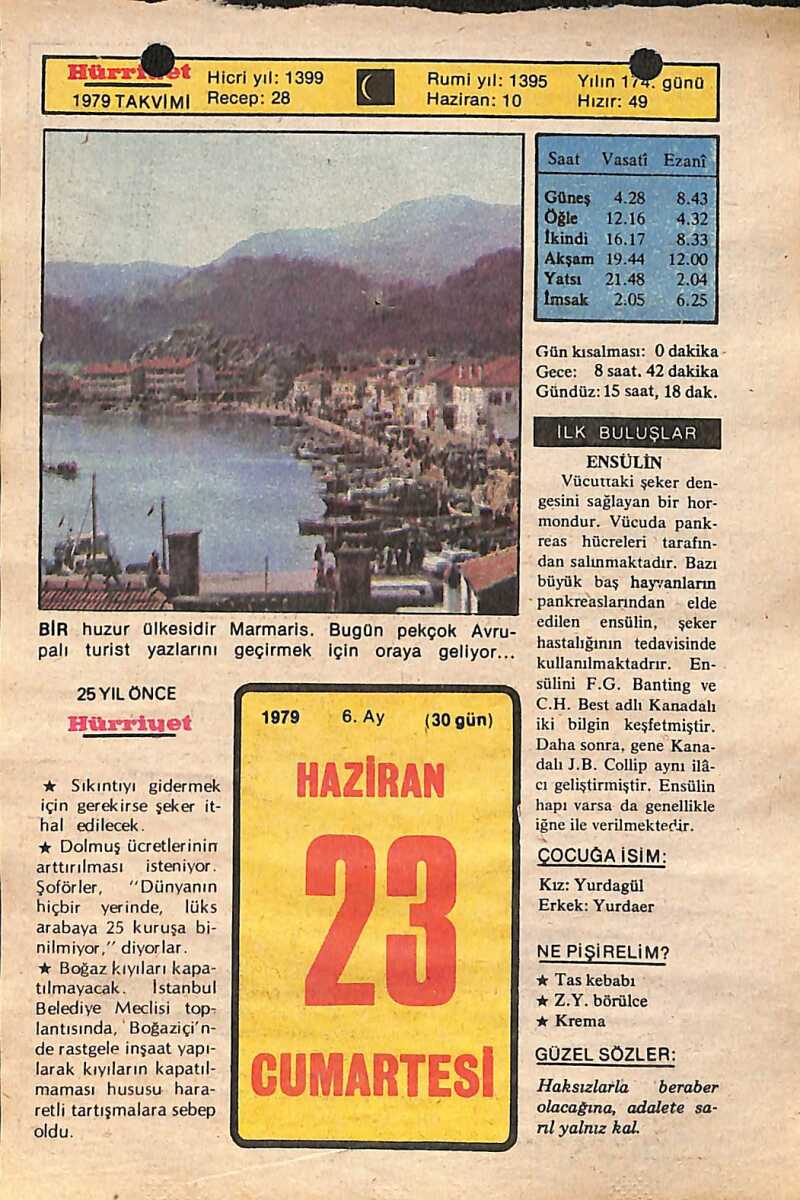 Hürriyet
1979 TAKVİMİ
Hicri yıl: 1399
Recep: 28
Rumi yıl: 1395
Haziran: 10
Yılın 174. günü
Hızır: 49
Saat Vasatî Ezanî
Güneş 4.28 8.43
Öğle 12.16 4.32
İkindi 16.17 8.33
Akşam 19.44 12.00
Yatsı 21.48 2.04
İmsak 2.05 6.25
Gün kısalması: 0 dakika
Gece: 8 saat. 42 dakika
Gündüz: 15 saat, 18 dak.
İLK BULUŞLAR
ENSÜLİN
Vücuttaki şeker den-
gesini sağlayan bir hor-
mondur. Vücuda pank-
reas hücreleri tarafın-
dan salınmaktadır. Bazı
büyük baş hayvanların
pankreaslarından elde
edilen ensülin, şeker
hastalığının tedavisinde
kullanılmaktadrır. En-
sülini F.G. Banting ve
C.H. Best adlı Kanadalı
iki bilgin keşfetmiştir.
Daha sonra, gene Kana-
dalı J.B. Collip aynı ilâ-
cı geliştirmiştir. Ensülin
hapı varsa da genellikle
iğne ile verilmektedir.
ÇOCUĞA İSİM:
Kız: Yurdagül
Erkek: Yurdaer
NE PİŞİRELİM?
★ Tas kebabı
★ Z.Y. börülce
★ Krema
GÜZEL SÖZLER:
Haksızlarla beraber
olacağına, adalete sa-
rıl yalnız kal.
BİR huzur ülkesidir Marmaris. Bugün pekçok Avru-
palı turist yazlarını geçirmek için oraya geliyor...
25 YIL ÖNCE
Hürriyet
★ Sıkıntıyı gidermek
için gerekirse şeker it-
hal edilecek.
★ Dolmuş ücretlerinin
arttırılması isteniyor.
Şoförler, "Dünyanın
hiçbir yerinde, lüks
arabaya 25 kuruşa bi-
nilmiyor," diyorlar.
★ Boğaz kıyıları kapa-
tılmayacak. İstanbul
Belediye Meclisi top-
lantısında, Boğaziçi'n-
de rastgele inşaat yapı-
larak kıyıların kapatıl-
maması hususu hara-
retli tartışmalara sebep
oldu.
1979 6. Ay (30 gün)
HAZİRAN
23
CUMARTESİ